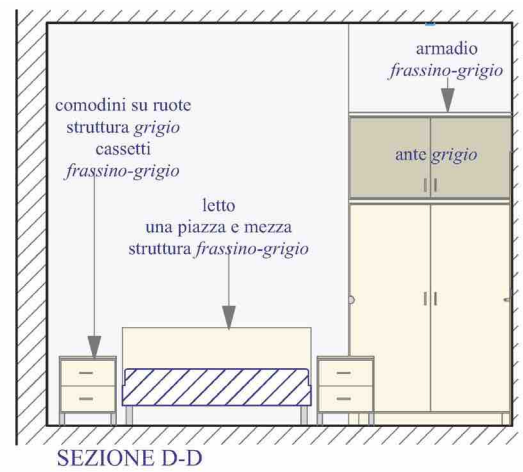 armadio
frassino-grigio
comodini su ruote
struttura grigio
cassetti
frassino-grigio
ante grigio
letto
una piazza e mezza
struttura frassino-grigio
SEZIONE D-D